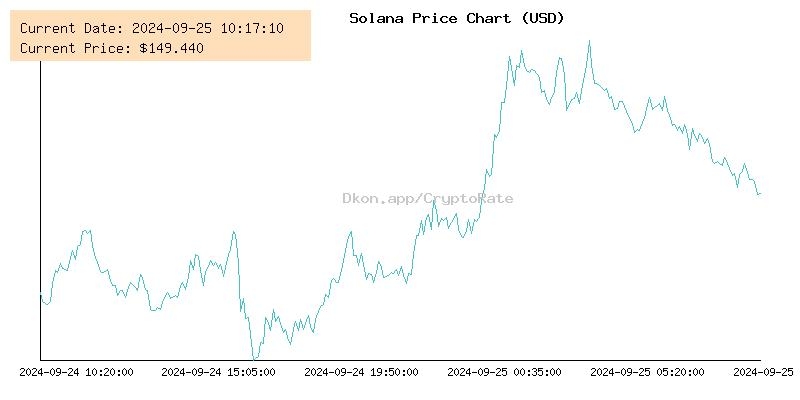 Solana Price Chart (USD)
Current Date: 2024-09-25 10:17:10
Current Price: $149.440
Dkon.app/CryptoRate
2024-09-24 10:20:00 2024-09-24 15:05:00 2024-09-24 19:50:00 2024-09-25 00:35:00 2024-09-25 05:20:00 2024-09-25